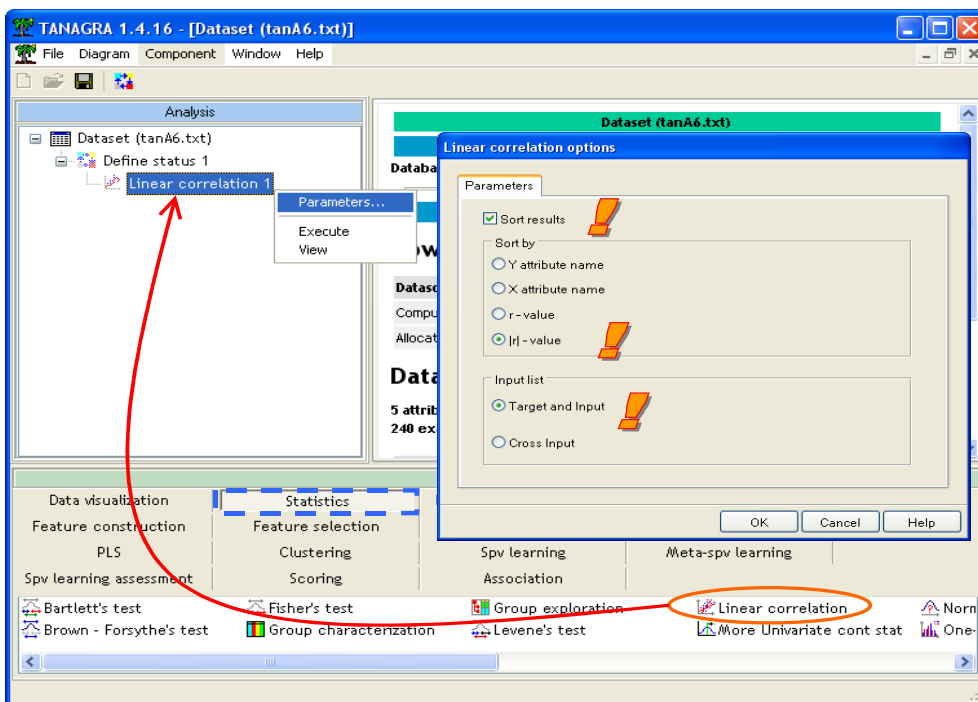 TANAGRA 1.4.16 - [Dataset (tanA6.txt)]
File Diagram Component Window Help
Analysis
Dataset (tanA6.txt)
Define status 1
Linear correlation 1
Parameters...
Execute
View
Dataset (tanA6.txt)
Databa
Datas
Compu
Allocat
Data
5 attrib
240 ex
Linear correlation options
Parameters
Sort results
Sort by
Y attribute name
X attribute name
r - value
|r| - value
Input list
Target and Input
Cross Input
OK Cancel Help
Data visualization Statistics
Feature construction Feature selection
PLS Clustering Spv learning Meta-spv learning
Spv learning assessment Scoring Association
Bartlett's test Fisher's test Group exploration Linear correlation Norn
Brown - Forsythe's test Group characterization Levene's test More Univariate cont stat One-